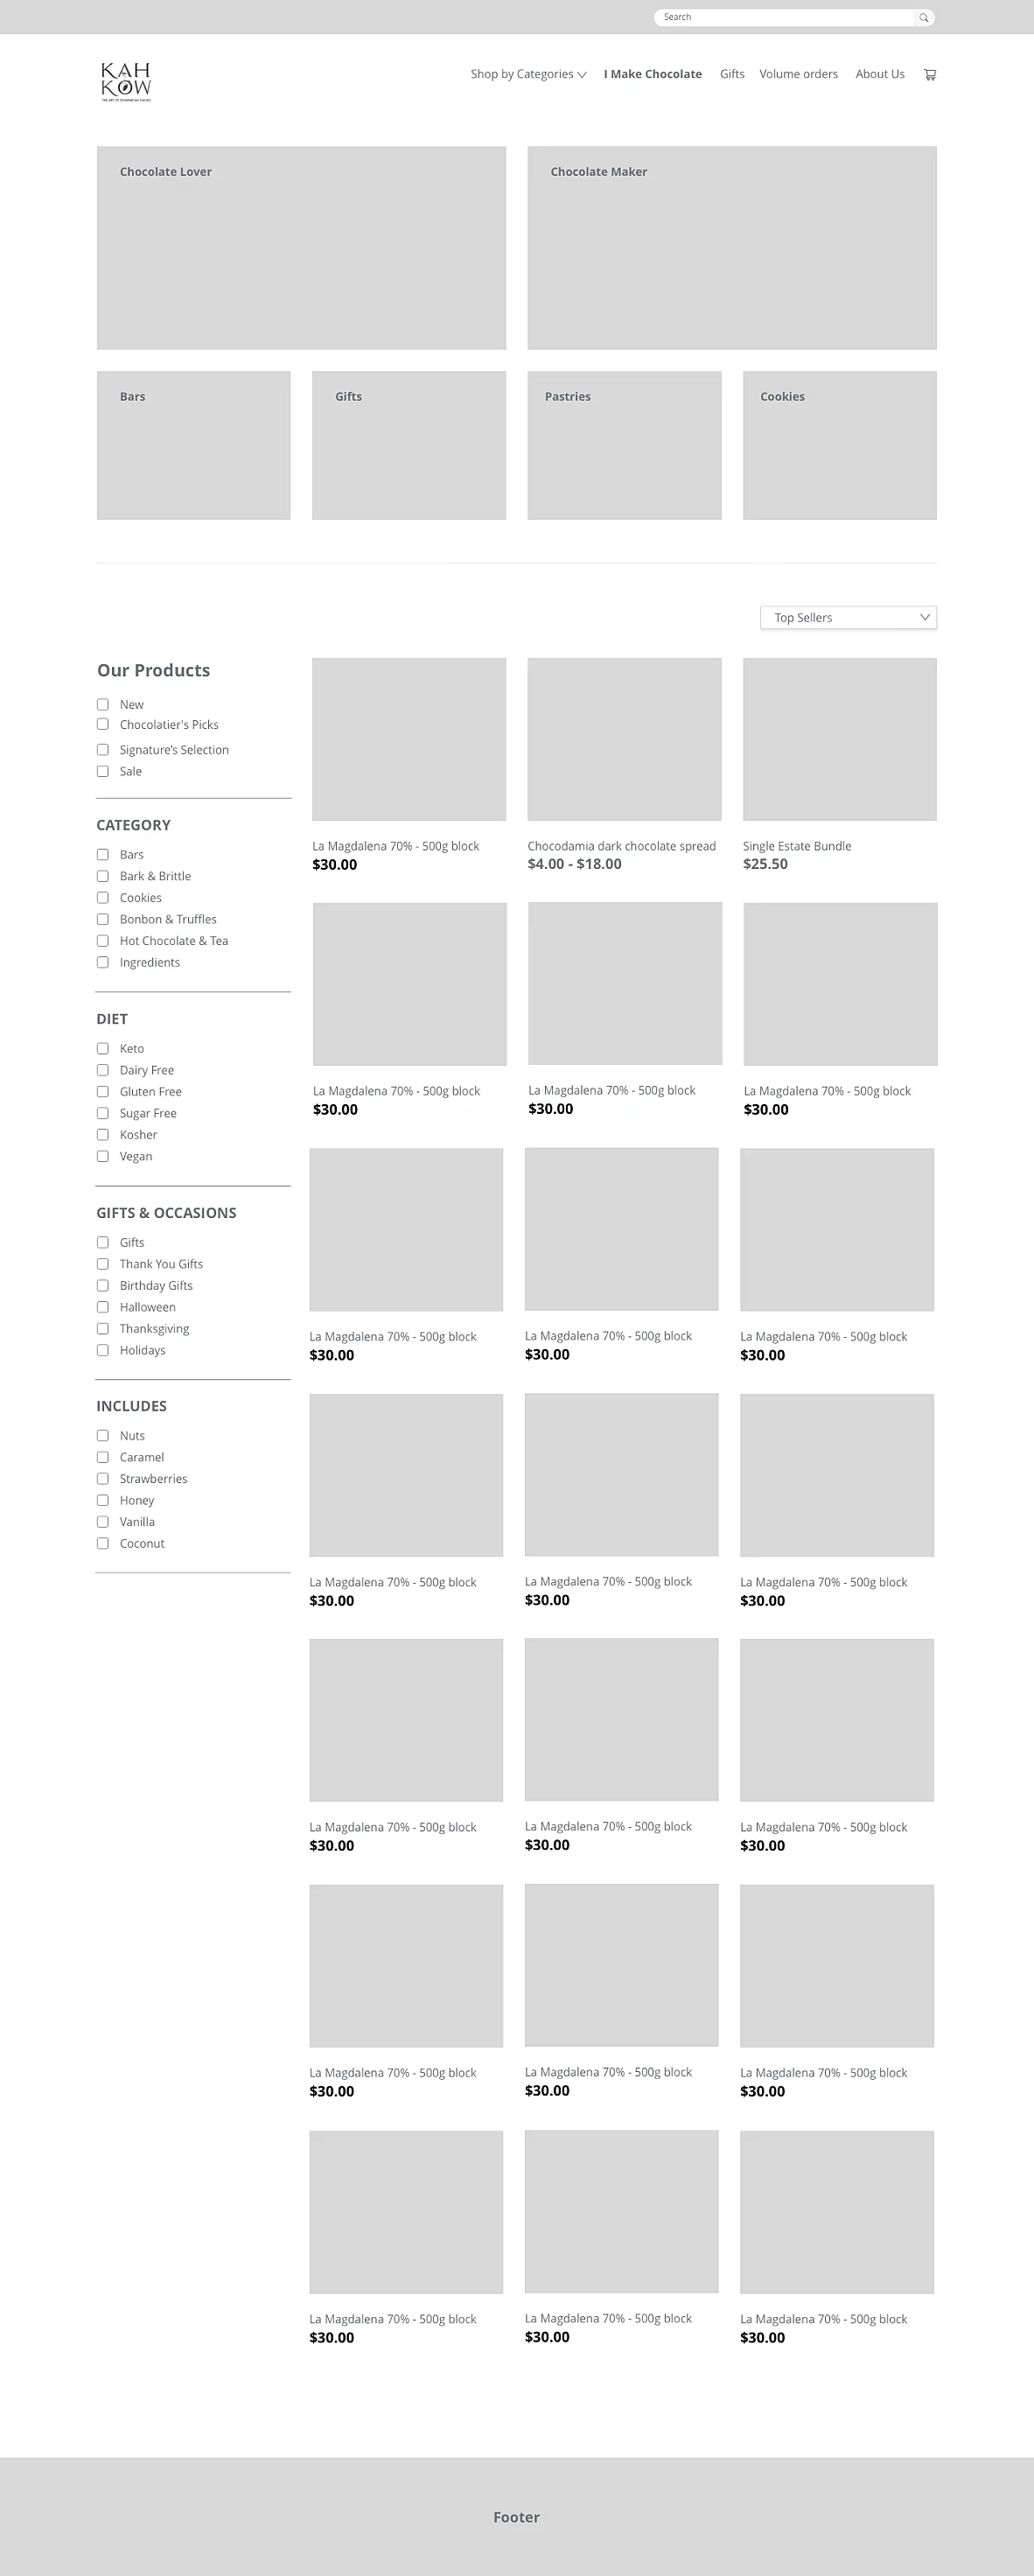 Search
KAH
KOW
THE ART OF DOMINICAN CACAO
Shop by Categories I Make Chocolate Gifts Volume orders About Us
Chocolate Lover Chocolate Maker
Bars Gifts Pastries Cookies
Top Sellers
Our Products
New
Chocolatier's Picks
Signature's Selection
Sale
CATEGORY
Bars
Bark & Brittle
Cookies
Bonbon & Truffles
Hot Chocolate & Tea
Ingredients
DIET
Keto
Dairy Free
Gluten Free
Sugar Free
Kosher
Vegan
GIFTS & OCCASIONS
Gifts
Thank You Gifts
Birthday Gifts
Halloween
Thanksgiving
Holidays
INCLUDES
Nuts
Caramel
Strawberries
Honey
Vanilla
Coconut
La Magdalena 70% - 500g block Chocodamia dark chocolate spread Single Estate Bundle
$30.00 $4.00 - $18.00 $25.50
La Magdalena 70% - 500g block La Magdalena 70% - 500g block La Magdalena 70% - 500g block
$30.00 $30.00 $30.00
La Magdalena 70% - 500g block La Magdalena 70% - 500g block La Magdalena 70% - 500g block
$30.00 $30.00 $30.00
La Magdalena 70% - 500g block La Magdalena 70% - 500g block La Magdalena 70% - 500g block
$30.00 $30.00 $30.00
La Magdalena 70% - 500g block La Magdalena 70% - 500g block La Magdalena 70% - 500g block
$30.00 $30.00 $30.00
La Magdalena 70% - 500g block La Magdalena 70% - 500g block La Magdalena 70% - 500g block
$30.00 $30.00 $30.00
La Magdalena 70% - 500g block La Magdalena 70% - 500g block La Magdalena 70% - 500g block
$30.00 $30.00 $30.00
Footer